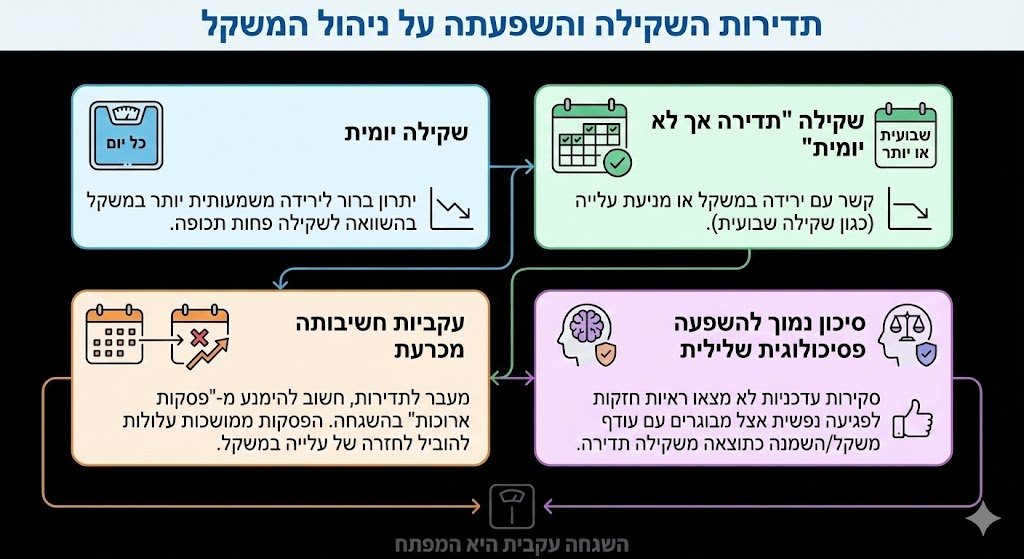 תדירות השקילה והשפעתה על ניהול המשקל
שקילה "תדירה אך לא
יומית"
שבועית
או יותר
קשר עם ירידה במשקל או מניעת עלייה
(כגון שקילה שבועית).
שקילה יומית
כל יום
יתרון ברור לירידה משמעותית יותר במשקל
בהשוואה לשקילה פחות תכופה.
סיכון נמוך להשפעה
פסיכולוגית שלילית
סקירות עדכניות לא מצאו ראיות חזקות
לפגיעה נפשית אצל מבוגרים עם עודף
משקל/השמנה כתוצאה משקילה תדירה.
עקביות חשיבותה
מכרעת
מעבר לתדירות, חשוב להימנע מ-"פסקות
ארוכות" בהשגחה. הפסקות ממושכות עלולות
להוביל לחזרה של עלייה במשקל.
השגחה עקבית היא המפתח